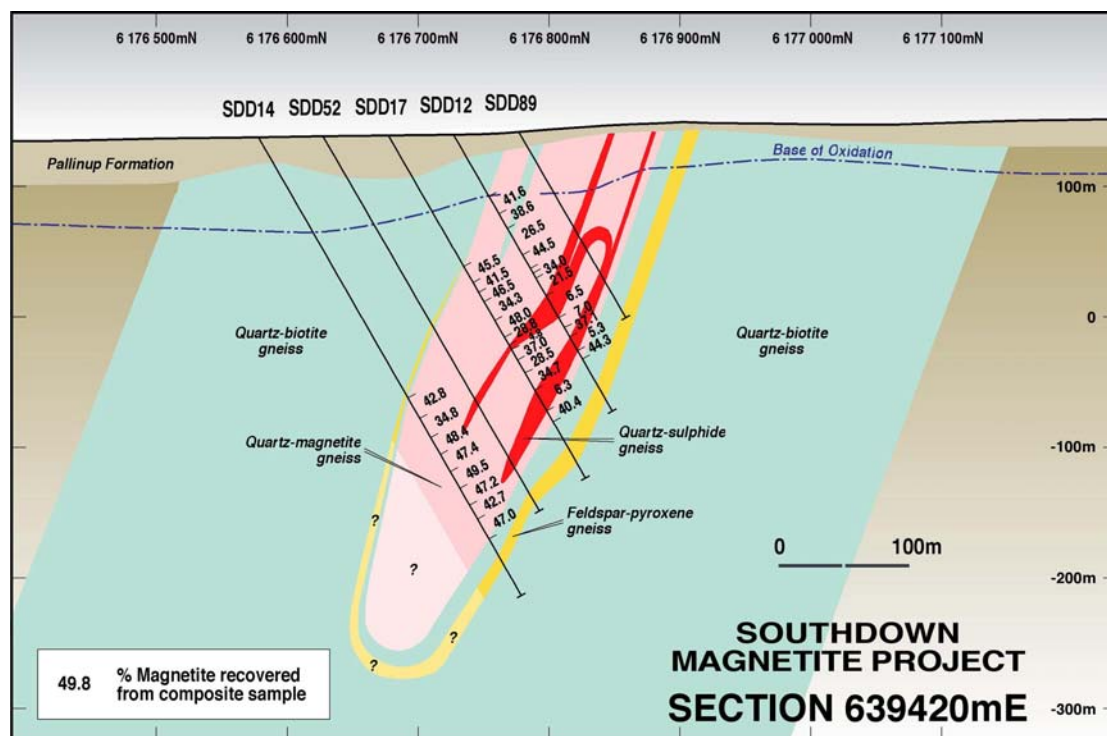 6 176 500mN 6 176 600mN 6 176 700mN 6 176 800mN 6 176 900mN 6 177 000mN 6 177 100mN
SDD14 SDD52 SDD17 SDD12 SDD89
Pallinup Formation
Base of Oxidation
100m
0
-100m
-200m
-300m
41.6
38.6
26.5
44.5
34.0
21.5
6.5
7.0
37.1
5.3
44.3
45.5
41.5
46.5
34.3
48.0
28.8
37.0
28.5
34.7
6.3
40.4
42.8
34.8
48.4
47.4
49.5
47.2
42.7
47.0
Quartz-biotite
gneiss
Quartz-biotite
gneiss
Quartz-magnetite
gneiss
Quartz-sulphide
gneiss
Feldspar-pyroxene
gneiss
?
?
?
?
0 100m
49.8 % Magnetite recovered
from composite sample
SOUTHDOWN
MAGNETITE PROJECT
SECTION 639420mE